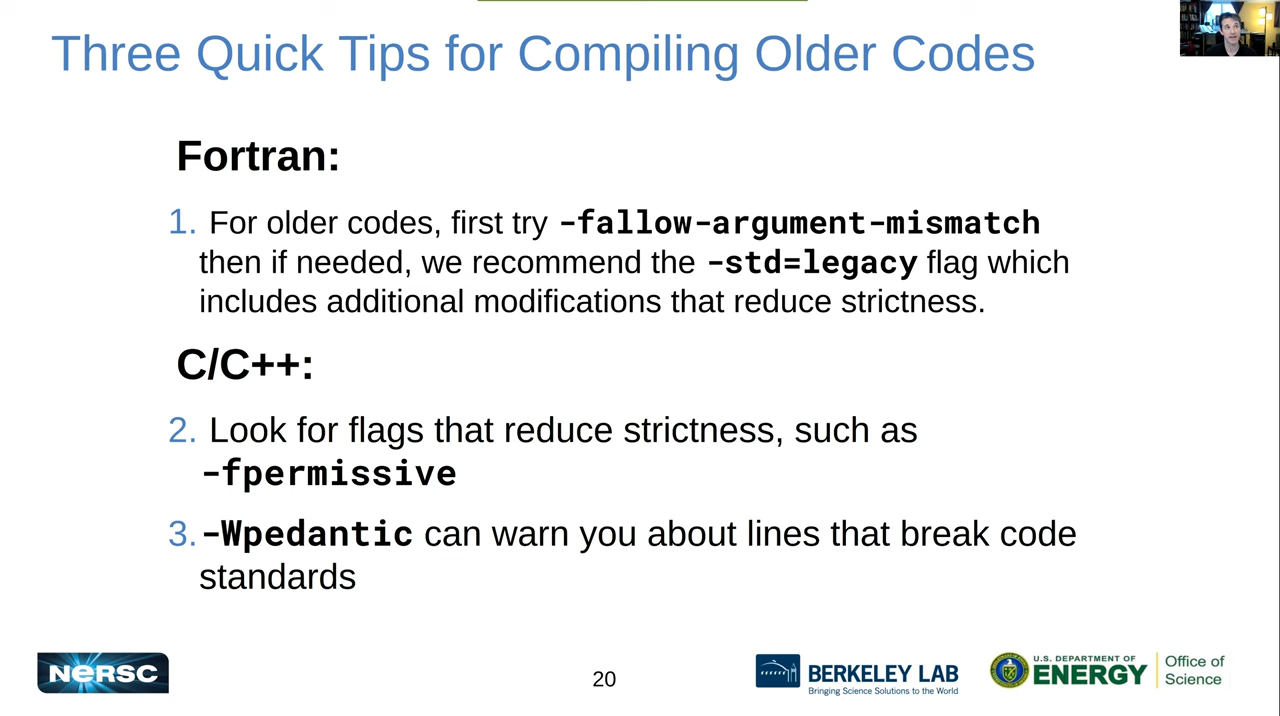 Three Quick Tips for Compiling Older Codes
Fortran:
1. For older codes, first try -fallow-argument-mismatch
then if needed, we recommend the -std=legacy flag which
includes additional modifications that reduce strictness.
C/C++:
2. Look for flags that reduce strictness, such as
-fpermissive
3. -Wpedantic can warn you about lines that break code
standards
NERSC
20
BERKELEY LAB
Bringing Science Solutions to the World
U.S. DEPARTMENT OF
ENERGY
Office of
Science